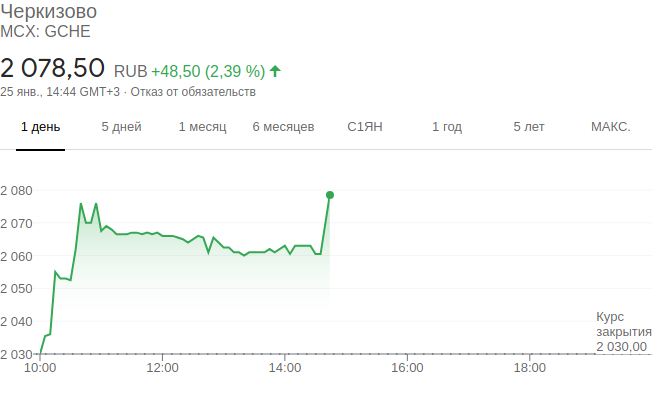 Черкизово
MCX: GCHE
2 078,50 RUB +48,50 (2,39 %)
25 янв., 14:44 GMT+3 · Отказ от обязательств
1 день 5 дней 1 месяц 6 месяцев С1ЯН 1 год 5 лет МАКС.
2 080
2 070
2 060
2 050
2 040
Курс
закрытия
2 030,00
2 030
10:00 12:00 14:00 16:00 18:00